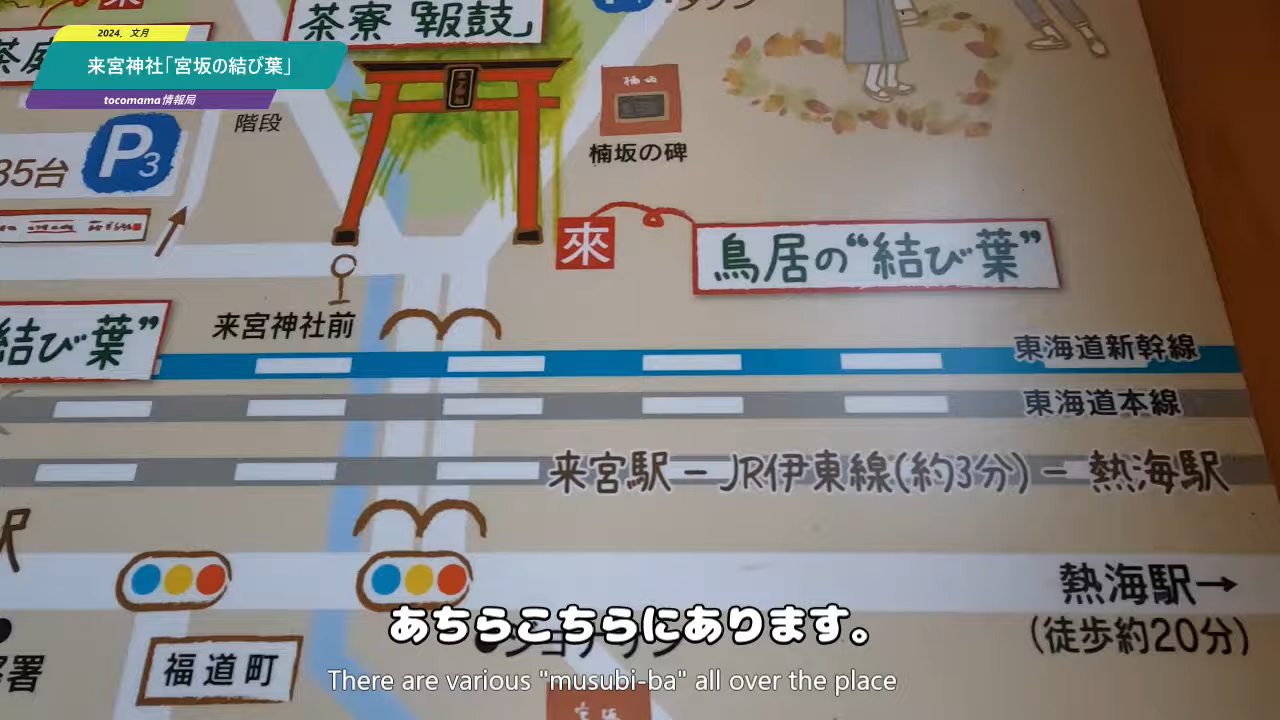 2024. 文月
来宮神社「宮坂の結び葉」
tocomama情報局
茶寮「報鼓」
階段
P3
35台
楠坂の碑
來
鳥居の“結び葉”
結び葉”
来宮神社前
東海道新幹線
東海道本線
来宮駅ーJR伊東線(約3分)ー熱海駅
熱海駅→
(徒歩約20分)
福道町
あちらこちらにあります。
There are various "musubi-ba" all over the place